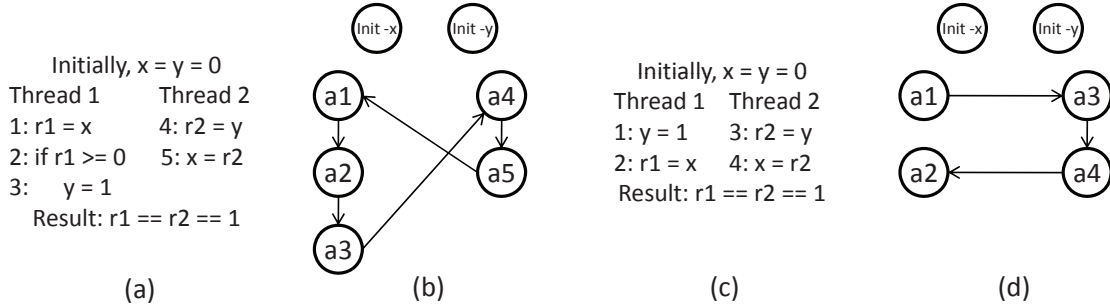 Initially, x = y = 0
Thread 1 Thread 2
1: r1 = x 4: r2 = y
2: if r1 >= 0 5: x = r2
3: y = 1
Result: r1 == r2 == 1
(a)
Init -x Init -y
a1 a4
a2 a5
a3
(b)
Initially, x = y = 0
Thread 1 Thread 2
1: y = 1 3: r2 = y
2: r1 = x 4: x = r2
Result: r1 == r2 == 1
(c)
Init -x Init -y
a1 a3
a2 a4
(d)